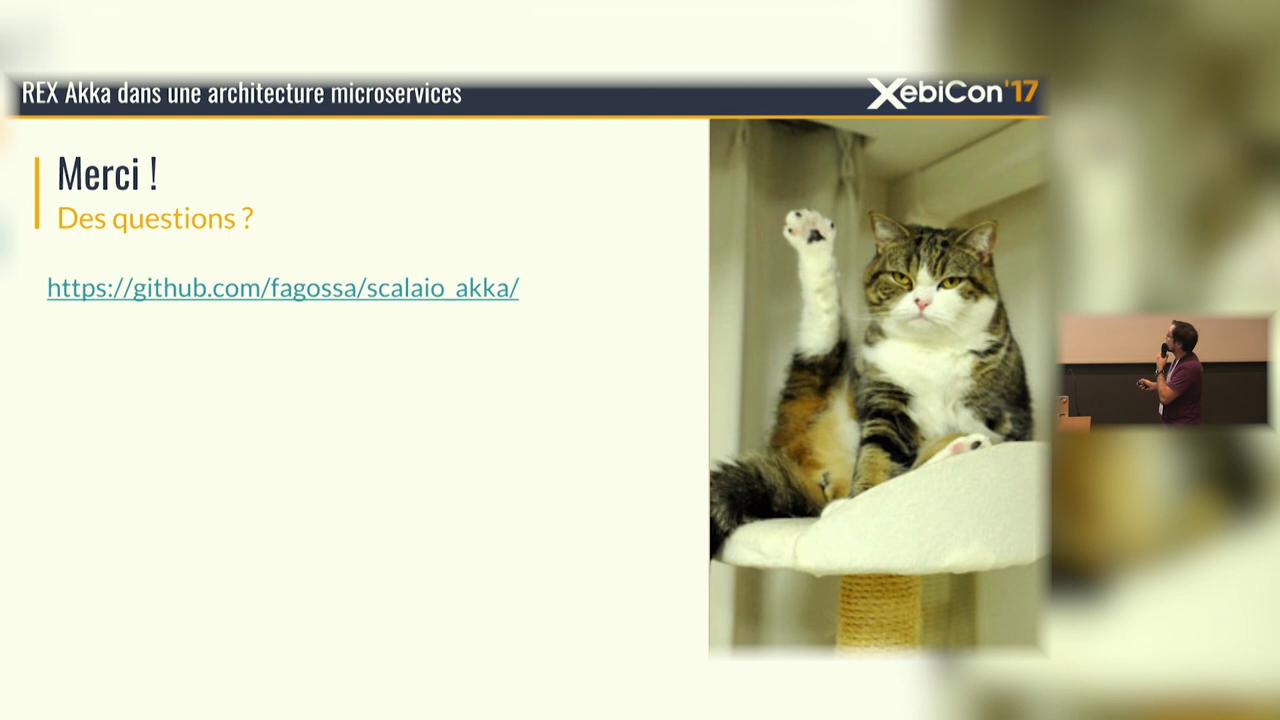 REX Akka dans une architecture microservices
XebiCon'17
Merci !
Des questions ?
https://github.com/fagossa/scalaio_akka/